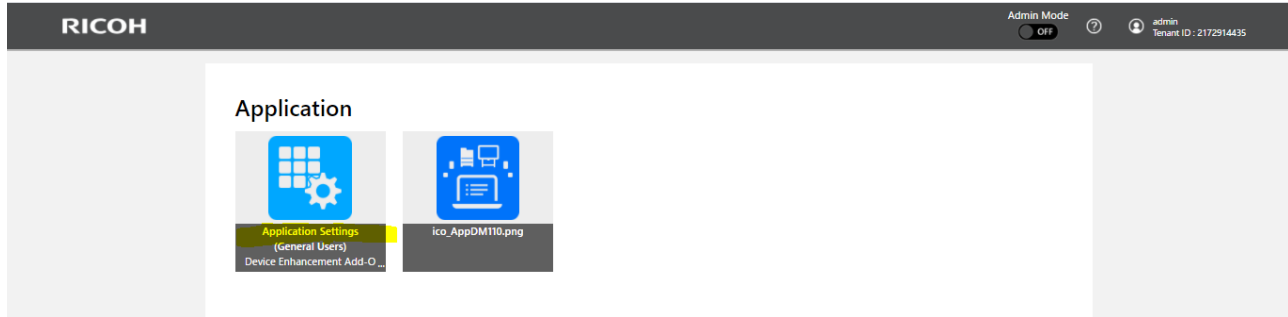 RICOH
Admin Mode
OFF
?
admin
Tenant ID : 2172914435
Application
Application Settings
(General Users)
Device Enhancement Add-O ...
ico_AppDM110.png